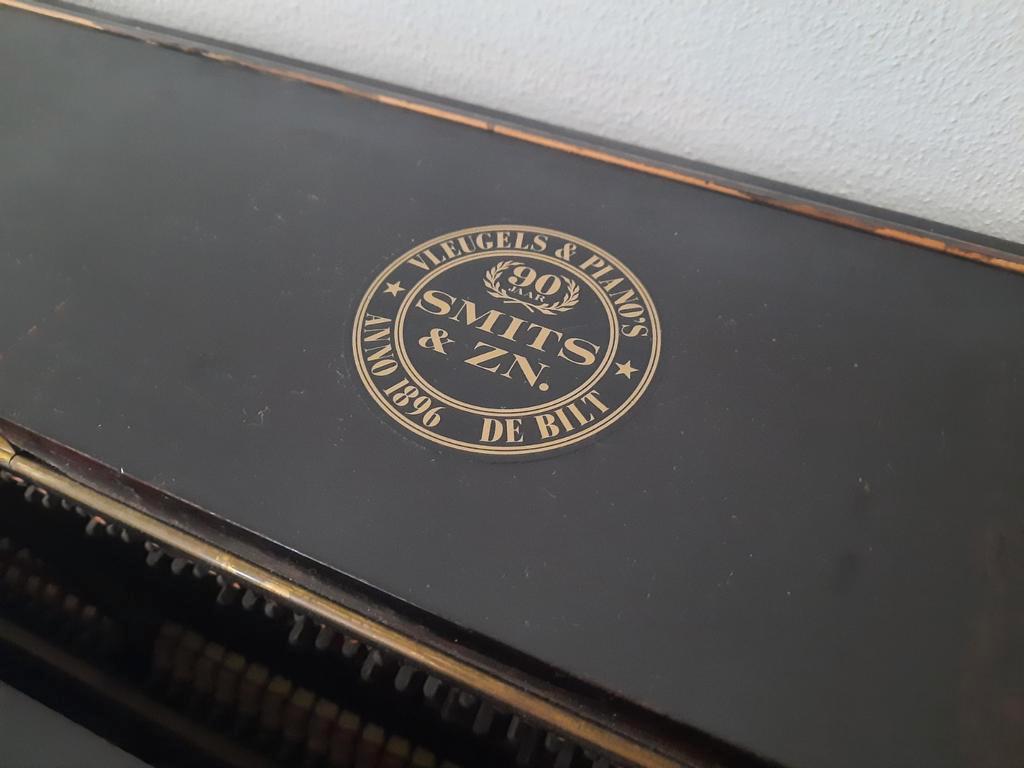 VLEUGELS & PIANO'S
90
JAAR
SMITS
& ZN.
ANNO 1896 DE BILT